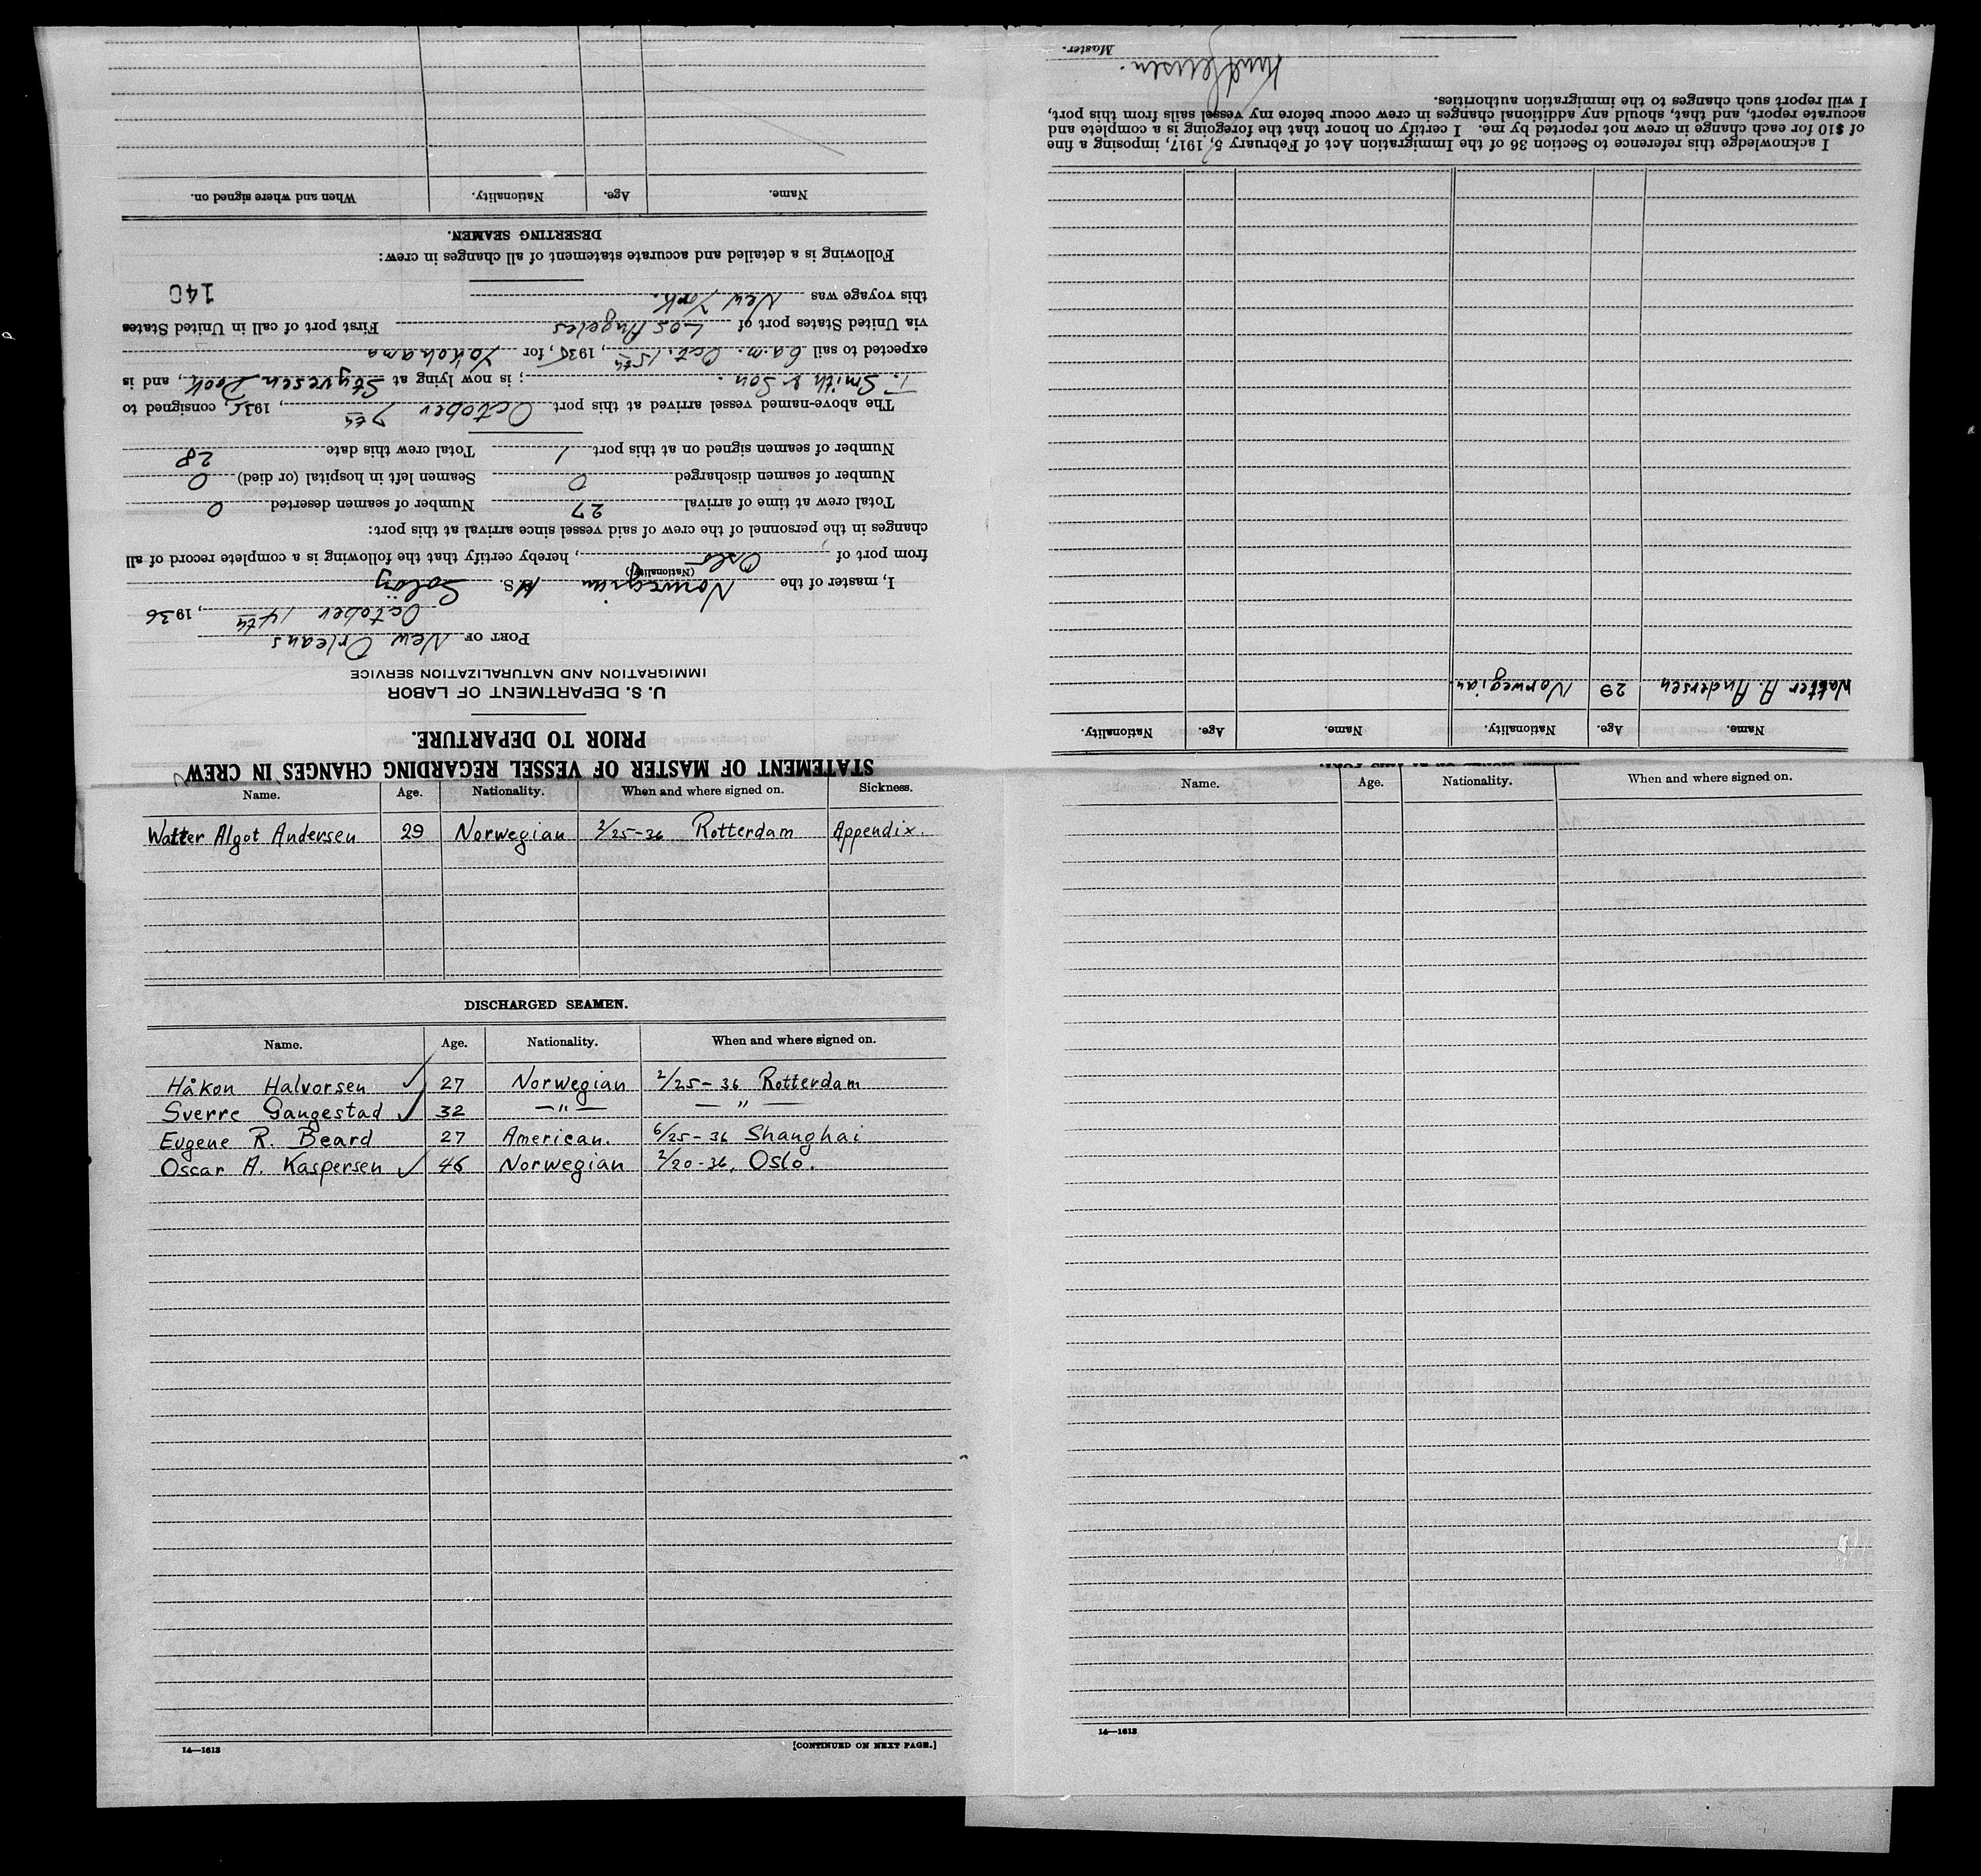 STATEMENT OF MASTER OF VESSEL REGARDING CHANGES IN CREW
PRIOR TO DEPARTURE.
U. S. DEPARTMENT OF LABOR
IMMIGRATION AND NATURALIZATION SERVICE
PORT OF New Orleans
October 14th, 1936
I, master of the Norwegian M/S. Solöy
(Nationality)
from port of Oslo, hereby certify that the following is a complete record of all
changes in the personnel of the crew of said vessel since arrival at this port:
Total crew at time of arrival 27 Number of seamen deserted 0
Number of seamen discharged 0 Seamen left in hospital (or died) 0
Number of seamen signed on at this port 1 Total crew this date 28
The above-named vessel arrived at this port October 7th, 1936, consigned to
T. Smith & Son.; is now lying at Stuyvesen Dock, and is
expected to sail 6 a.m. Oct. 15th, 1936, for Yokohama
via United States port of Los Angeles First port of call in United States
this voyage was New York.
140
Following is a detailed and accurate statement of all changes in crew:
DESERTING SEAMEN.
Name. Age. Nationality. When and where signed on.
Name. Age. Nationality. Name. Age. Nationality.
Walter A. Andersen 29 Norwegian.
I acknowledge this reference to Section 36 of the Immigration Act of February 5, 1917, imposing a fine
of $10 for each change in crew not reported by me. I certify on honor that the foregoing is a complete and
accurate report, and that, should any additional changes in crew occur before my vessel sails from this port,
I will report such changes to the immigration authorities.
Knud Jensen.
Master.
Name. Age. Nationality. When and where signed on. Sickness.
Walter Algot Andersen 29 Norwegian 2/25-36 Rotterdam Appendix.
DISCHARGED SEAMEN.
Name. Age. Nationality. When and where signed on.
Håkon Halvorsen ✓ 27 Norwegian 2/25-36 Rotterdam
Sverre Gangestad ✓ 32 —"— —"—
Eugene R. Beard 27 American. 6/25-36 Shanghai
Oscar A. Kaspersen ✓ 46 Norwegian 2/20-36. Oslo.
14—1613
[CONTINUED ON NEXT PAGE.]
Name. Age. Nationality. When and where signed on.
14—1613